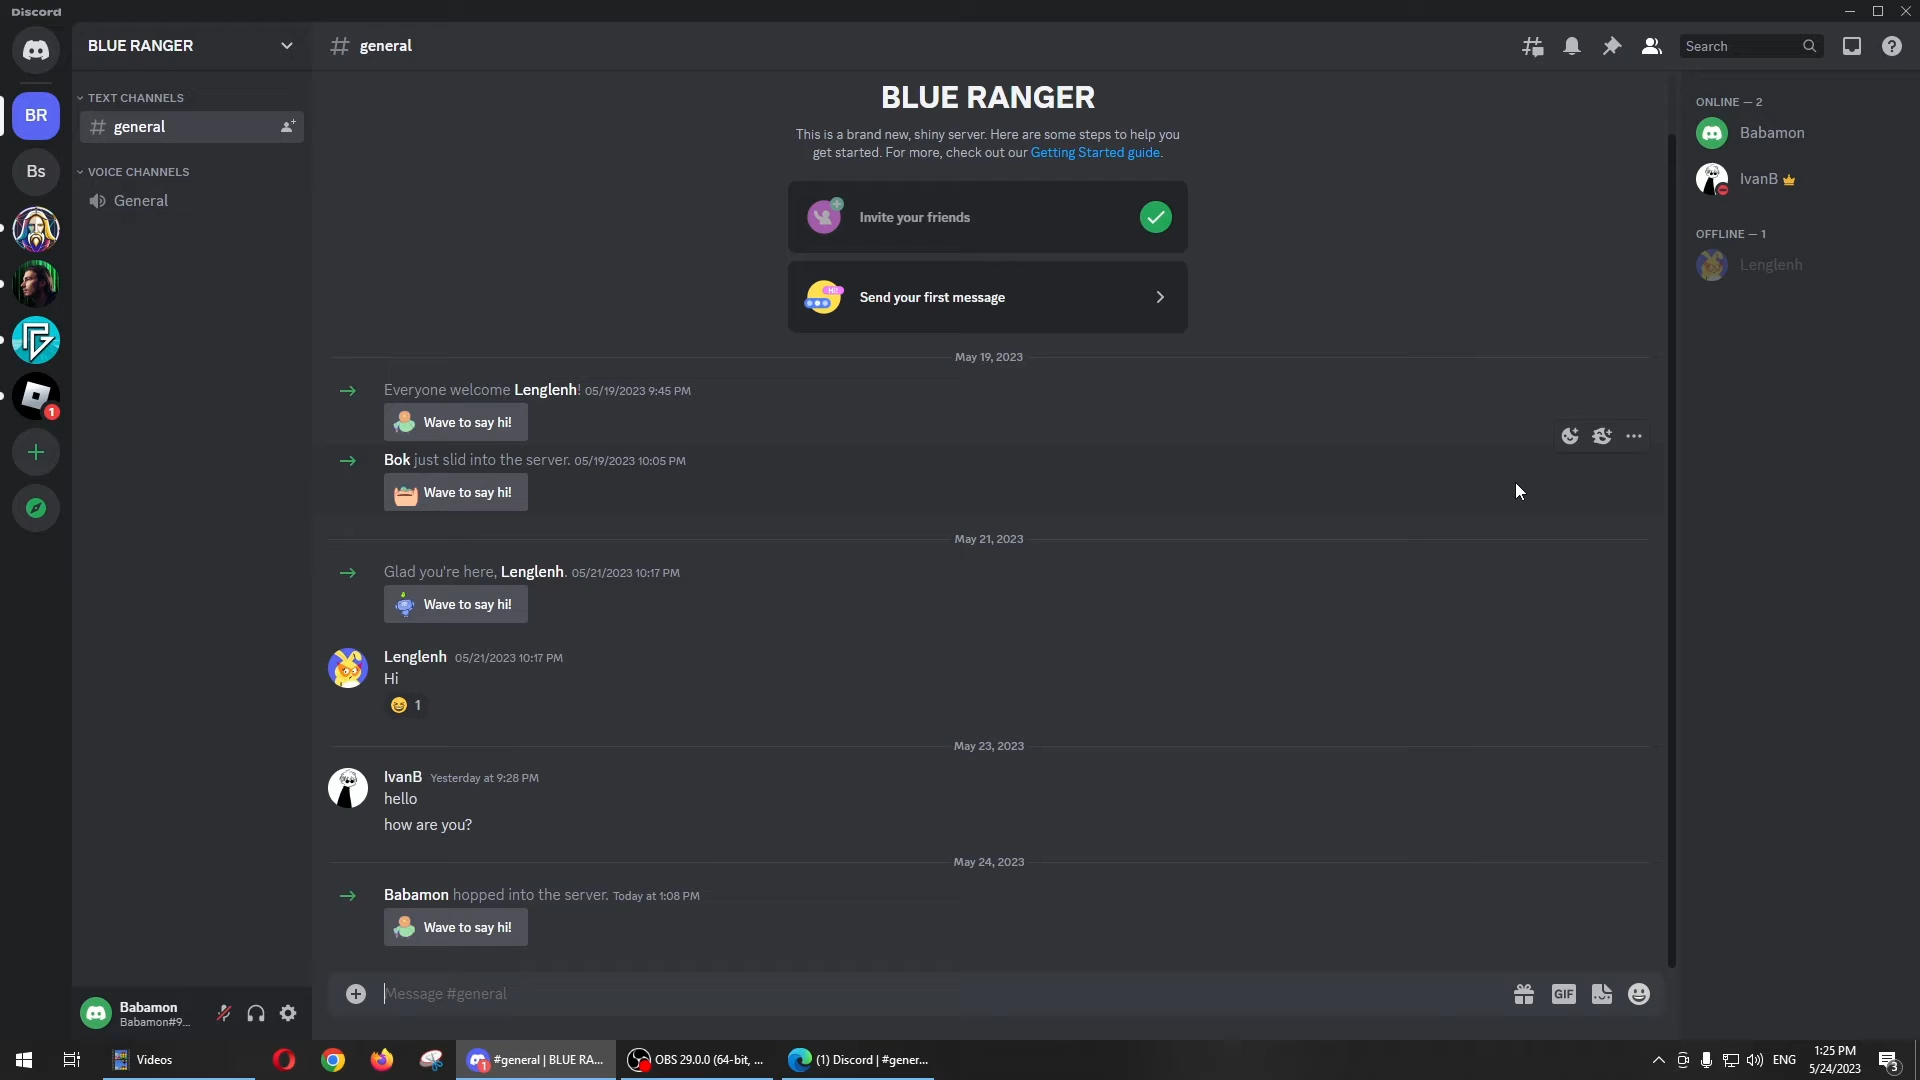 Discord
BLUE RANGER
general
Search
BR
Bs
1
TEXT CHANNELS
general
VOICE CHANNELS
General
BLUE RANGER
This is a brand new, shiny server. Here are some steps to help you
get started. For more, check out our Getting Started guide.
Invite your friends
Hi!
Send your first message
May 19, 2023
Everyone welcome Lenglenh! 05/19/2023 9:45 PM
Wave to say hi!
Bok just slid into the server. 05/19/2023 10:05 PM
Wave to say hi!
May 21, 2023
Glad you're here, Lenglenh. 05/21/2023 10:17 PM
Wave to say hi!
Lenglenh 05/21/2023 10:17 PM
Hi
1
May 23, 2023
IvanB Yesterday at 9:28 PM
hello
how are you?
May 24, 2023
Babamon hopped into the server. Today at 1:08 PM
Wave to say hi!
Message #general
GIF
ONLINE — 2
Babamon
IvanB
OFFLINE — 1
Lenglenh
Babamon
Babamon#9...
Videos
1
#general | BLUE RA...
OBS 29.0.0 (64-bit, ...
(1) Discord | #gener...
ENG
1:25 PM
5/24/2023
3